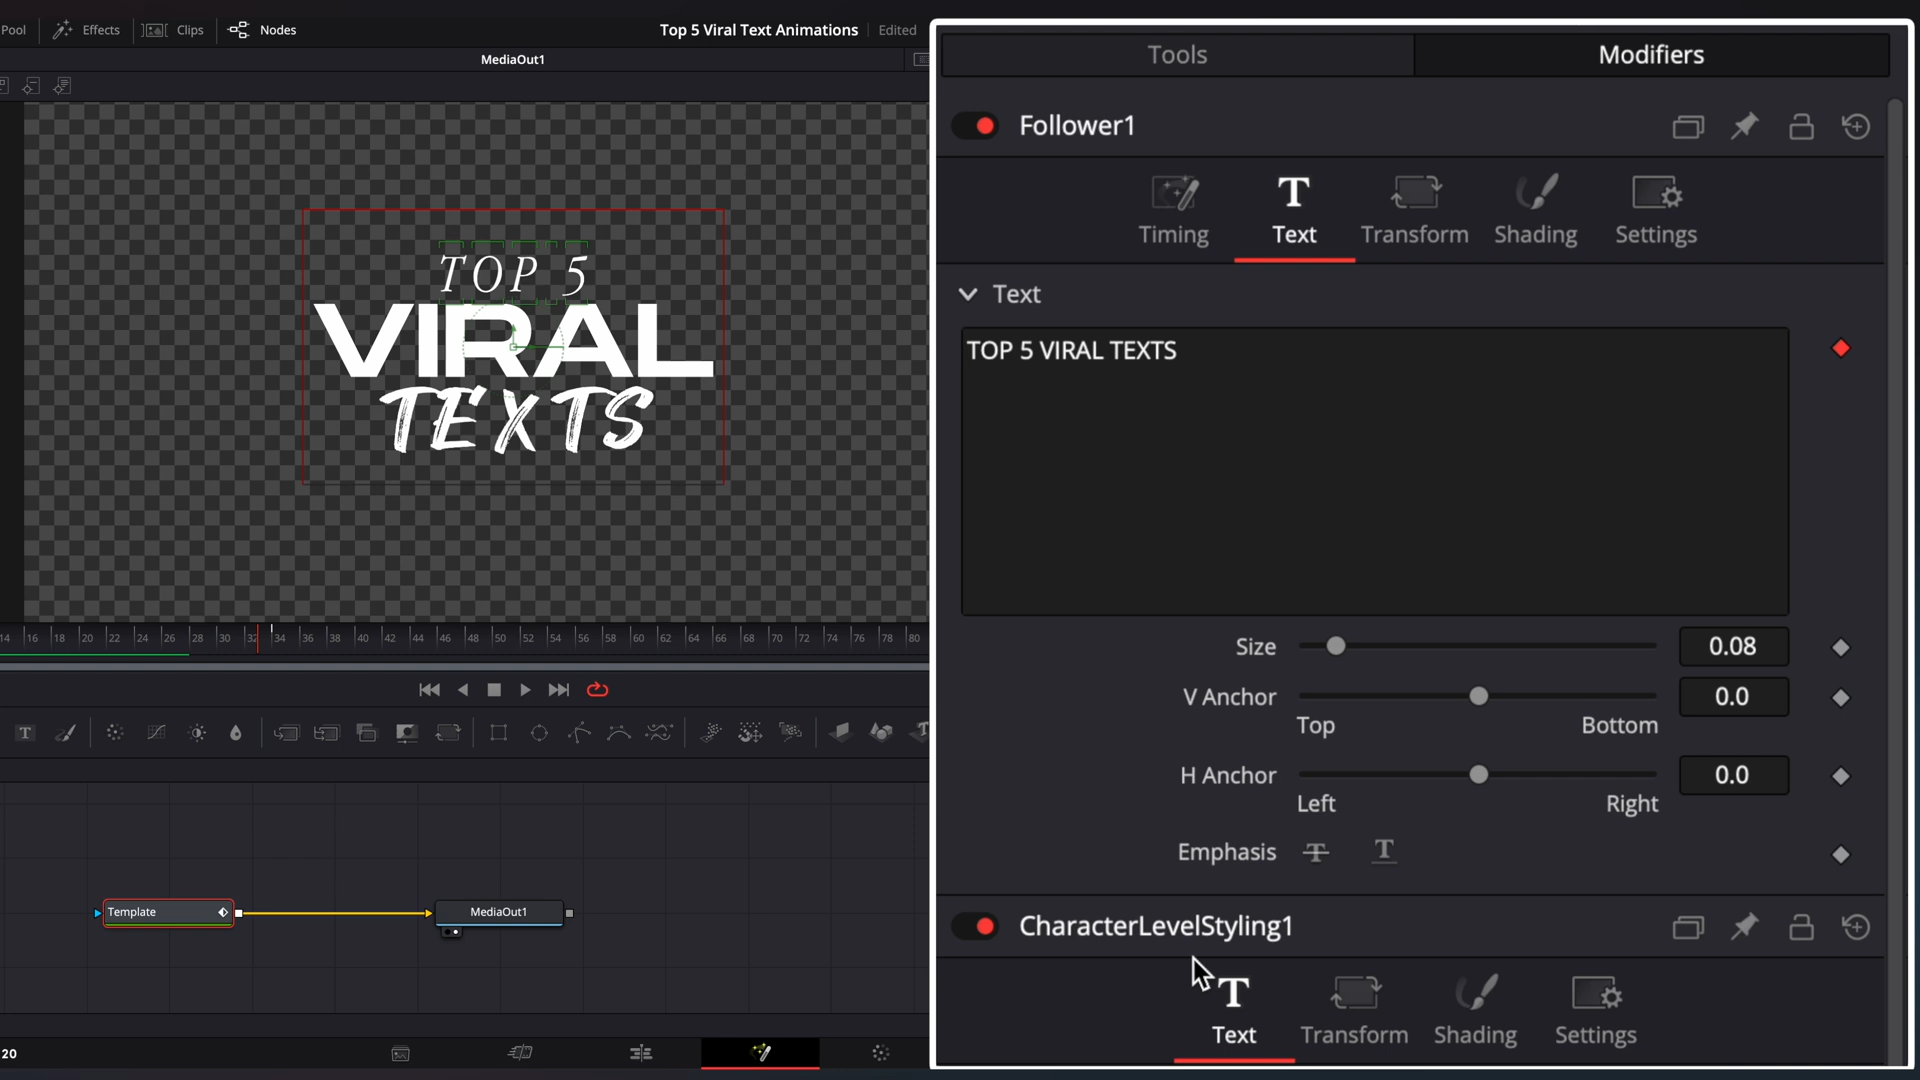 Pool
Effects
Clips
Nodes
Top 5 Viral Text Animations
Edited
MediaOut1
TOP 5
VIRAL
TEXTS
14 16 18 20 22 24 26 28 30 32 34 36 38 40 42 44 46 48 50 52 54 56 58 60 62 64 66 68 70 72 74 76 78 80
Template
MediaOut1
20
Tools
Modifiers
Follower1
Timing
Text
Transform
Shading
Settings
Text
TOP 5 VIRAL TEXTS
Size
0.08
V Anchor
0.0
Top
Bottom
H Anchor
0.0
Left
Right
Emphasis
CharacterLevelStyling1
Text
Transform
Shading
Settings